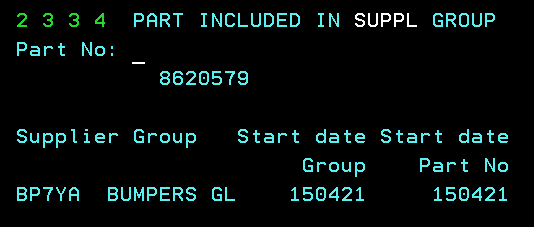 2 3 3 4 PART INCLUDED IN SUPPL GROUP
Part No: _
8620579
Supplier Group Start date Start date
Group Part No
BP7YA BUMPERS GL 150421 150421